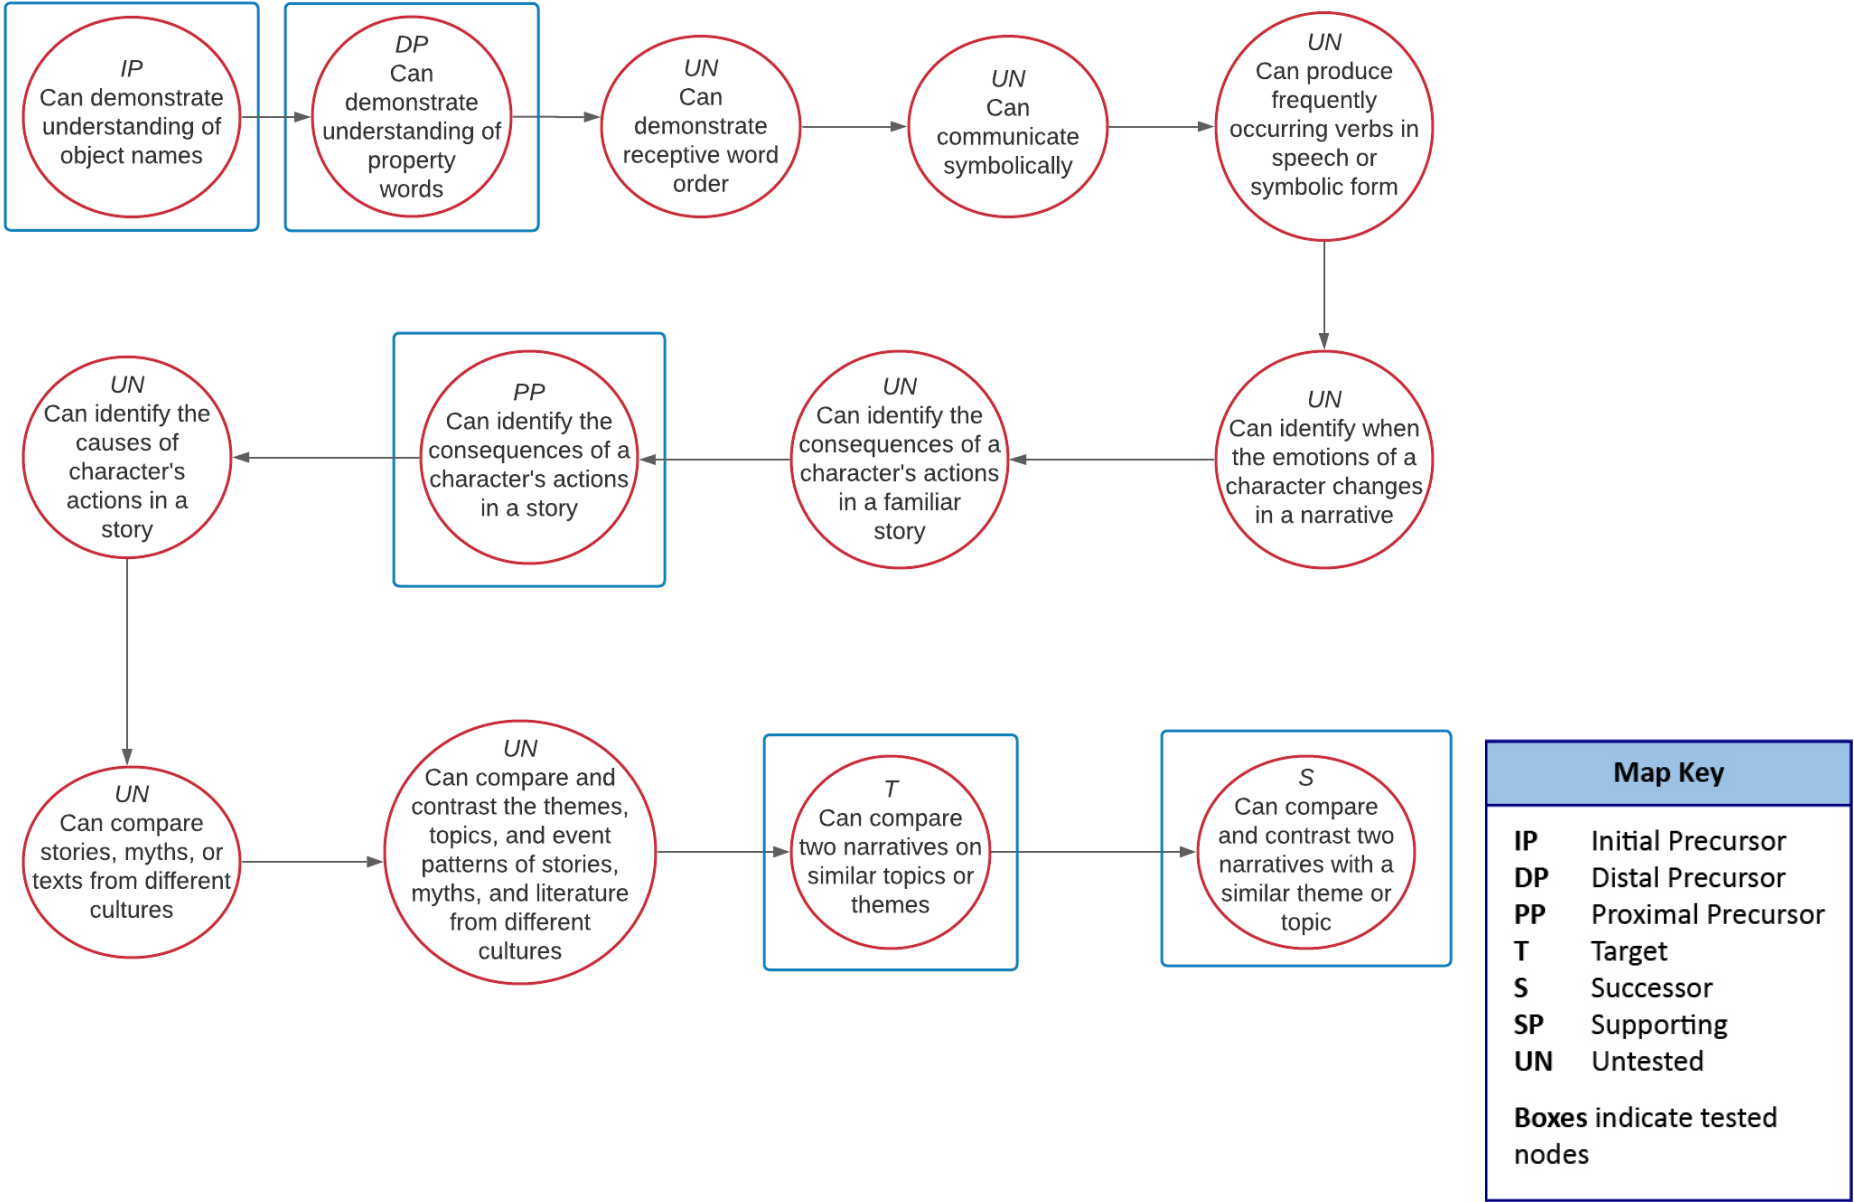 IP
Can demonstrate
understanding of
object names
DP
Can
demonstrate
understanding of
property
words
UN
Can
demonstrate
receptive word
order
UN
Can
communicate
symbolically
UN
Can produce
frequently
occurring verbs in
speech or
symbolic form
UN
Can identify the
causes of
character's
actions in a
story
PP
Can identify the
consequences of a
character's actions
in a story
UN
Can identify the
consequences of a
character's actions
in a familiar
story
UN
Can identify when
the emotions of a
character changes
in a narrative
UN
Can compare
stories, myths, or
texts from different
cultures
UN
Can compare and
contrast the themes,
topics, and event
patterns of stories,
myths, and literature
from different
cultures
T
Can compare
two narratives on
similar topics or
themes
S
Can compare
and contrast two
narratives with a
similar theme or
topic
Map Key
IP Initial Precursor
DP Distal Precursor
PP Proximal Precursor
T Target
S Successor
SP Supporting
UN Untested
Boxes indicate tested
nodes